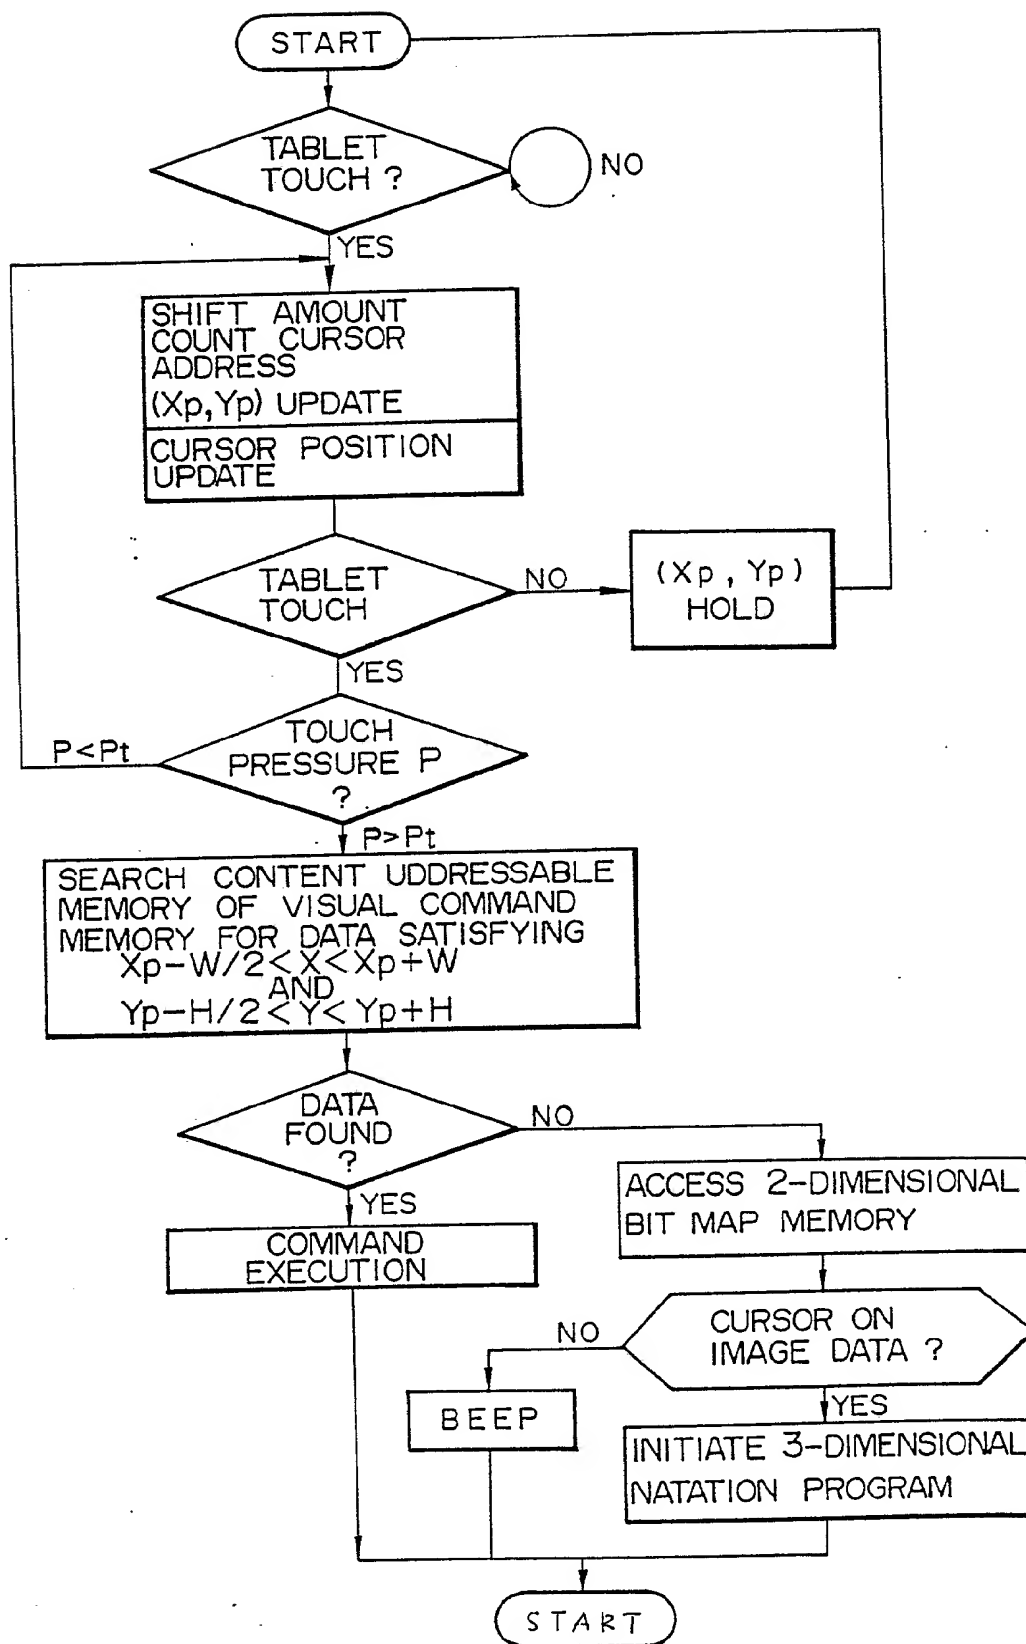 START
TABLET
TOUCH ?
NO
YES
SHIFT AMOUNT
COUNT CURSOR
ADDRESS
(Xp,Yp) UPDATE
CURSOR POSITION
UPDATE
TABLET
TOUCH
NO
(Xp, Yp)
HOLD
YES
TOUCH
PRESSURE P
?
P<Pt
P>Pt
SEARCH CONTENT UDDRESSABLE
MEMORY OF VISUAL COMMAND
MEMORY FOR DATA SATISFYING
Xp-W/2<X<Xp+W
AND
Yp-H/2<Y<Yp+H
DATA
FOUND
?
NO
YES
ACCESS 2-DIMENSIONAL
BIT MAP MEMORY
COMMAND
EXECUTION
CURSOR ON
IMAGE DATA ?
NO
YES
BEEP
INITIATE 3-DIMENSIONAL
NATATION PROGRAM
START